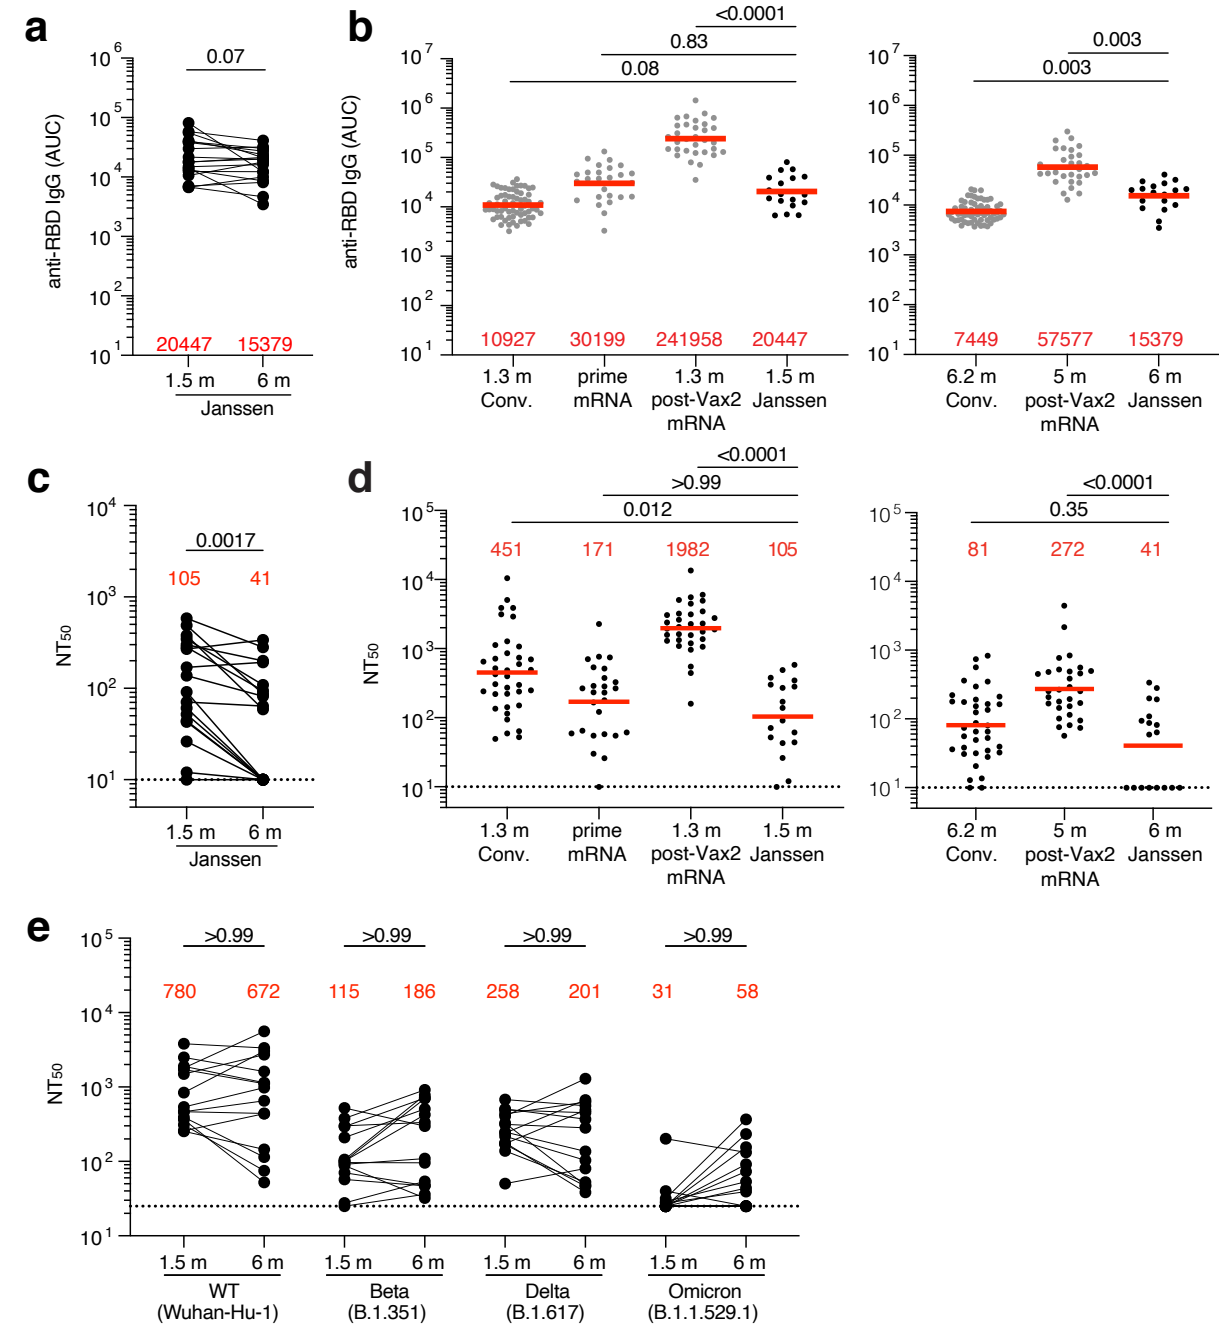 a
anti-RBD IgG (AUC)
10^6
10^5
10^4
10^3
10^2
10^1
0.07
20447 15379
1.5 m 6 m
Janssen
b
anti-RBD IgG (AUC)
10^7
10^6
10^5
10^4
10^3
10^2
10^1
<0.0001
0.83
0.08
10927 30199 241958 20447
1.3 m prime 1.3 m 1.5 m
Conv. mRNA post-Vax2 Janssen
mRNA
10^7
10^6
10^5
10^4
10^3
10^2
10^1
0.003
0.003
7449 57577 15379
6.2 m 5 m 6 m
Conv. post-Vax2 Janssen
mRNA
c
NT50
10^4
10^3
10^2
10^1
0.0017
105 41
1.5 m 6 m
Janssen
d
NT50
10^5
10^4
10^3
10^2
10^1
<0.0001
>0.99
0.012
451 171 1982 105
1.3 m prime 1.3 m 1.5 m
Conv. mRNA post-Vax2 Janssen
mRNA
10^5
10^4
10^3
10^2
10^1
<0.0001
0.35
81 272 41
6.2 m 5 m 6 m
Conv. post-Vax2 Janssen
mRNA
e
NT50
10^5
10^4
10^3
10^2
10^1
>0.99 >0.99 >0.99 >0.99
780 672 115 186 258 201 31 58
1.5 m 6 m 1.5 m 6 m 1.5 m 6 m 1.5 m 6 m
WT Beta Delta Omicron
(Wuhan-Hu-1) (B.1.351) (B.1.617) (B.1.1.529.1)